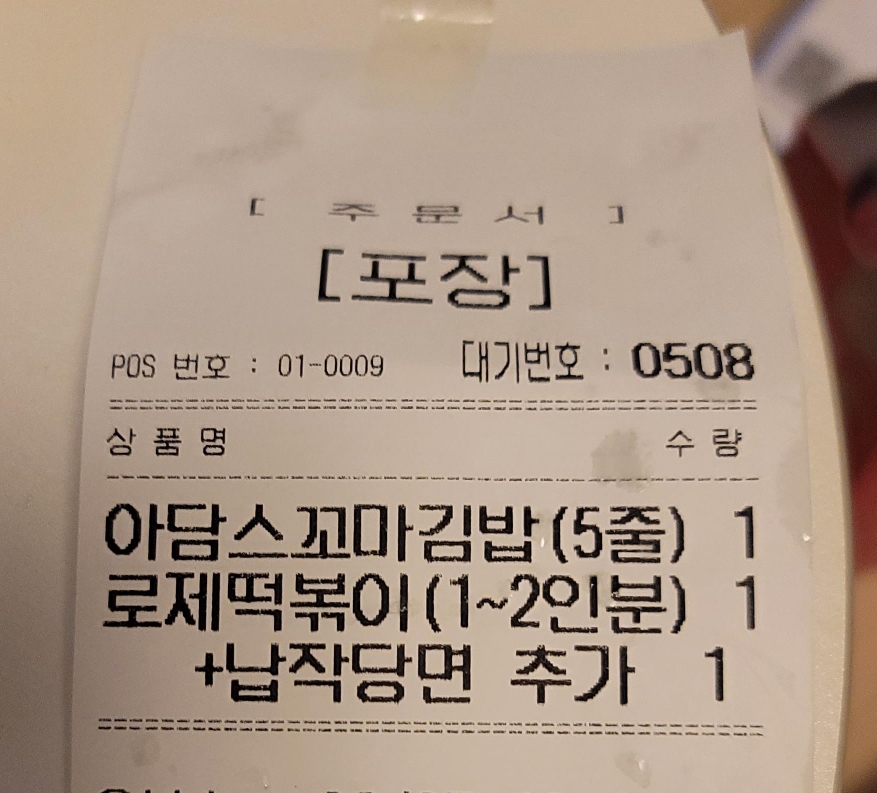 [ 주 문 서 ]
[포장]
POS 번호 : 01-0009 대기번호 : 0508
상 품 명 수 량
아담스꼬마김밥(5줄) 1
로제떡볶이(1~2인분) 1
+납작당면 추가 1